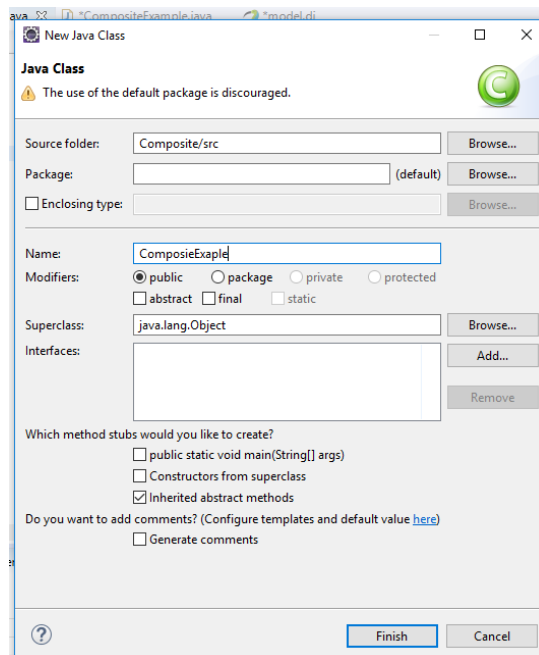 ava *CompositeExample.java *model.di
New Java Class
Java Class
The use of the default package is discouraged.
C
Source folder: Composite/src Browse...
Package: (default) Browse...
Enclosing type: Browse...
Name: ComposieExaple
Modifiers: public package private protected
abstract final static
Superclass: java.lang.Object Browse...
Interfaces: Add...
Remove
Which method stubs would you like to create?
public static void main(String[] args)
Constructors from superclass
Inherited abstract methods
Do you want to add comments? (Configure templates and default value here)
Generate comments
? Finish Cancel